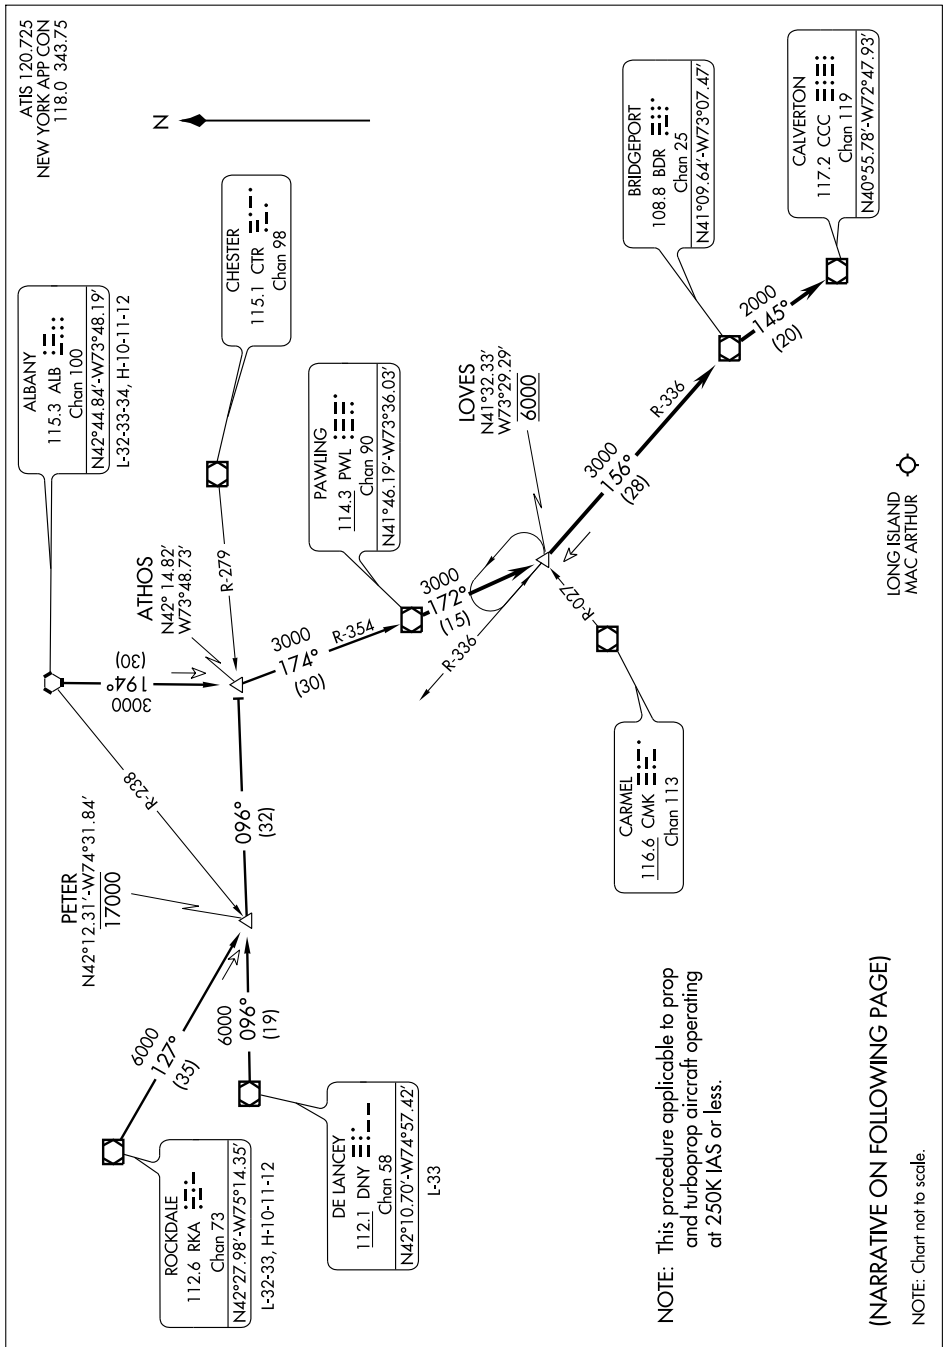 ATIS 120.725
NEW YORK APP CON
118.0 343.75
N
ALBANY
115.3 ALB
Chan 100
N42°44.84′-W73°48.19′
L-32-33-34, H-10-11-12
CHESTER
115.1 CTR
Chan 98
R-279
ATHOS
N42° 14.82′
W73°48.73′
3000
194°
(30)
R-238
PETER
N42°12.31′-W74°31.84′
17000
096°
(32)
6000
127°
(35)
6000
096°
(19)
ROCKDALE
112.6 RKA
Chan 73
N42°27.98′-W75°14.35′
L-32-33, H-10-11-12
DE LANCEY
112.1 DNY
Chan 58
N42°10.70′-W74°57.42′
L-33
3000
174°
(30)
R-354
PAWLING
114.3 PWL
Chan 90
N41°46.19′-W73°36.03′
3000
172°
(15)
R-336
LOVES
N41°32.33′
W73°29.29′
6000
R-027
CARMEL
116.6 CMK
Chan 113
3000
156°
(28)
R-336
BRIDGEPORT
108.8 BDR
Chan 25
N41°09.64′-W73°07.47′
2000
145°
(20)
CALVERTON
117.2 CCC
Chan 119
N40°55.78′-W72°47.93′
LONG ISLAND
MAC ARTHUR
NOTE: This procedure applicable to prop
and turboprop aircraft operating
at 250K IAS or less.
(NARRATIVE ON FOLLOWING PAGE)
NOTE: Chart not to scale.